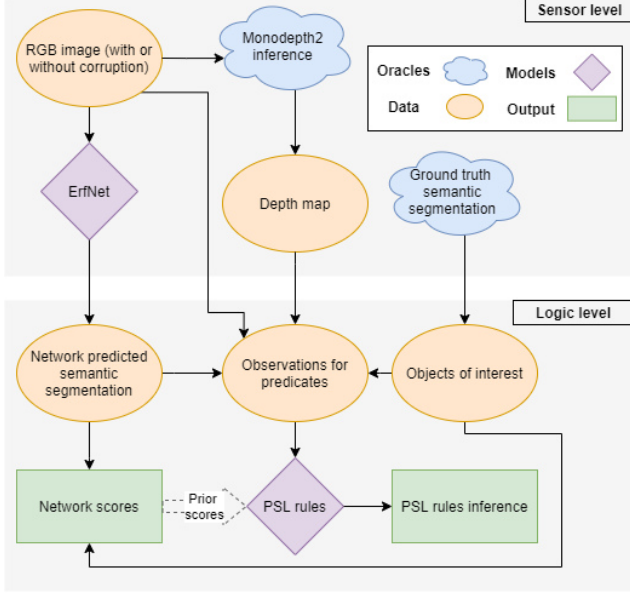 Sensor level
RGB image (with or
without corruption)
Monodepth2
inference
Oracles
Models
Data
Output
ErfNet
Depth map
Ground truth
semantic
segmentation
Logic level
Network predicted
semantic
segmentation
Observations for
predicates
Objects of interest
Network scores
Prior
scores
PSL rules
PSL rules inference